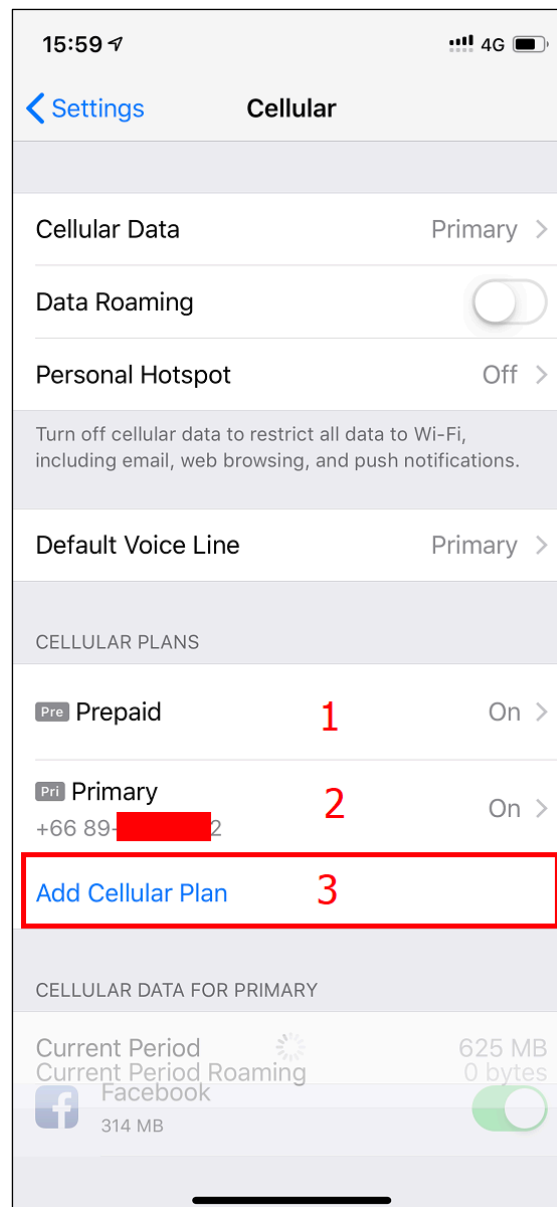 15:59
4G
Settings
Cellular
Cellular Data
Primary
Data Roaming
Personal Hotspot
Off
Turn off cellular data to restrict all data to Wi-Fi,
including email, web browsing, and push notifications.
Default Voice Line
Primary
CELLULAR PLANS
Pre Prepaid
1
On
Pri Primary
+66 89-
2
2
On
Add Cellular Plan
3
CELLULAR DATA FOR PRIMARY
Current Period
625 MB
Current Period Roaming
0 bytes
Facebook
314 MB